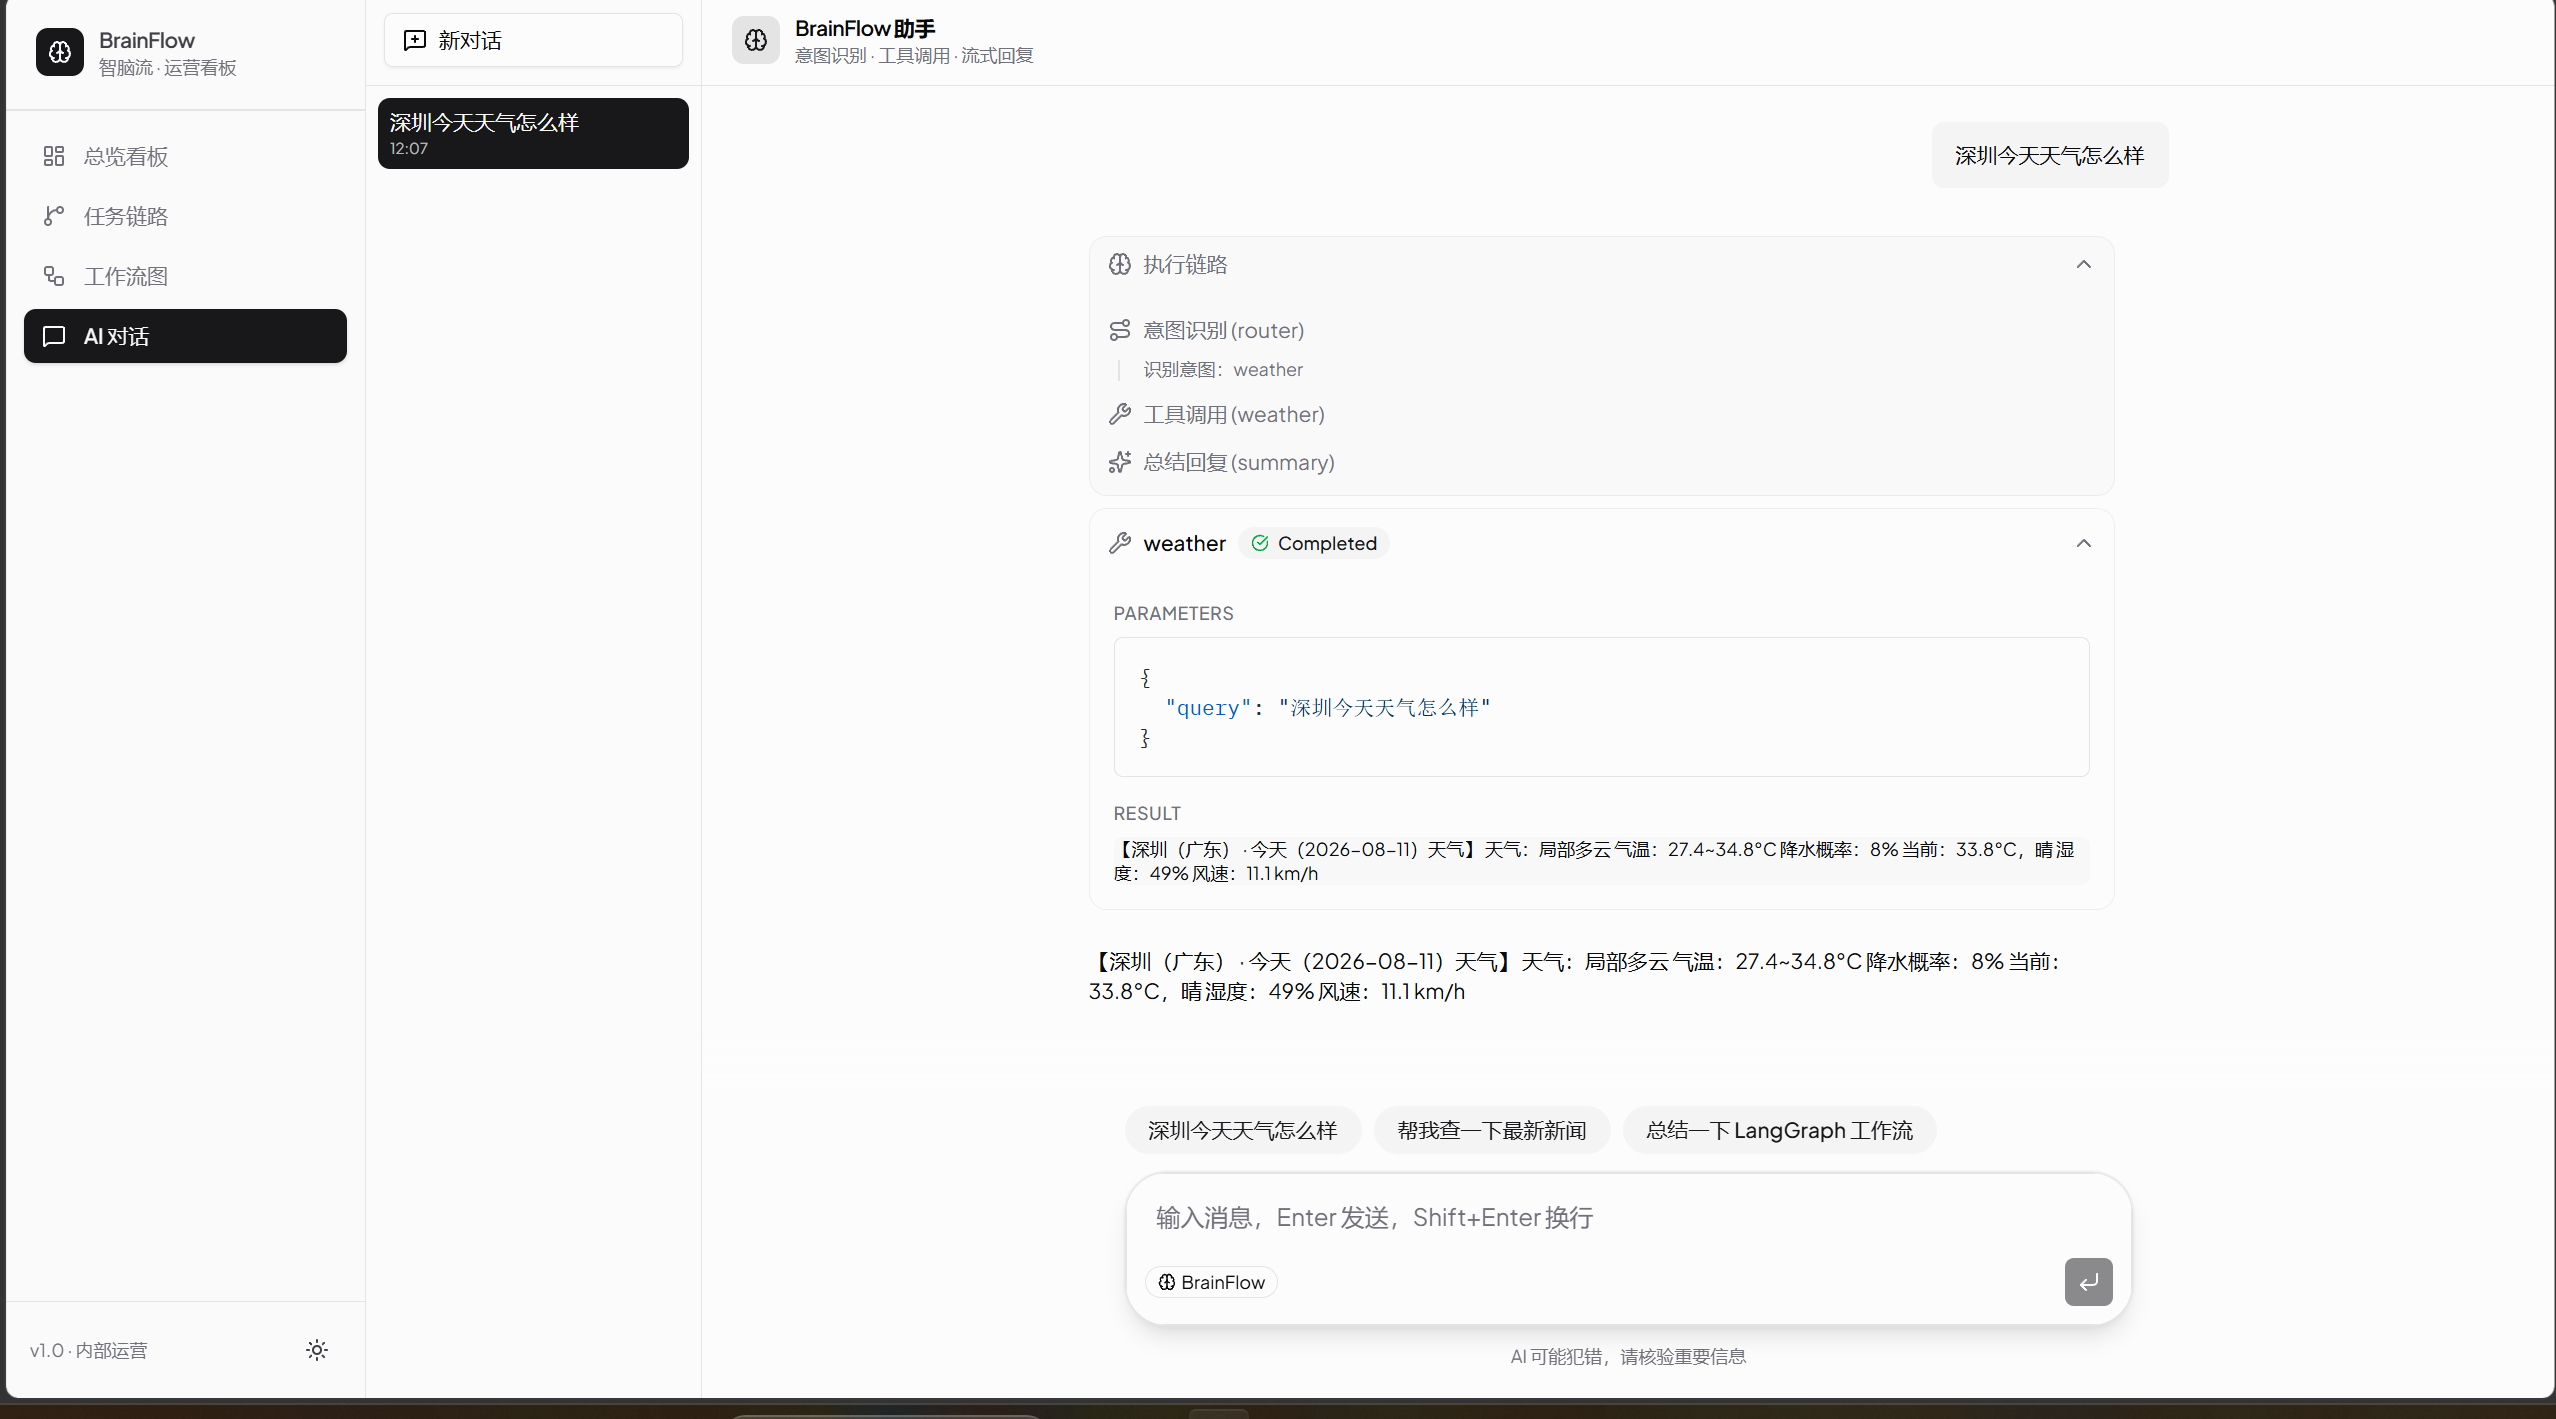 BrainFlow
智脑流 · 运营看板
总览看板
任务链路
工作流图
AI 对话
v1.0 · 内部运营
新对话
深圳今天天气怎么样
12:07
BrainFlow 助手
意图识别 · 工具调用 · 流式回复
深圳今天天气怎么样
执行链路
意图识别 (router)
识别意图：weather
工具调用 (weather)
总结回复 (summary)
weather Completed
PARAMETERS
{
"query": "深圳今天天气怎么样"
}
RESULT
【深圳（广东） · 今天（2026-08-11）天气】 天气：局部多云 气温：27.4~34.8°C 降水概率：8% 当前：33.8°C，晴 湿
度：49% 风速：11.1 km/h
【深圳（广东） · 今天（2026-08-11）天气】 天气：局部多云 气温：27.4~34.8°C 降水概率：8% 当前：
33.8°C，晴 湿度：49% 风速：11.1 km/h
深圳今天天气怎么样 帮我查一下最新新闻 总结一下 LangGraph 工作流
输入消息，Enter 发送，Shift+Enter 换行
BrainFlow
AI 可能犯错，请核验重要信息